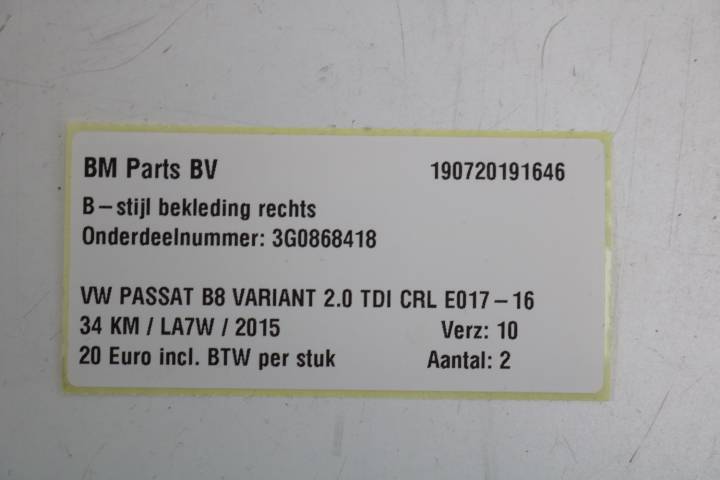 BM Parts BV 190720191646
B-stijl bekleding rechts
Onderdeelnummer: 3G0868418
VW PASSAT B8 VARIANT 2.0 TDI CRL E017-16
34 KM / LA7W / 2015 Verz: 10
20 Euro incl. BTW per stuk Aantal: 2